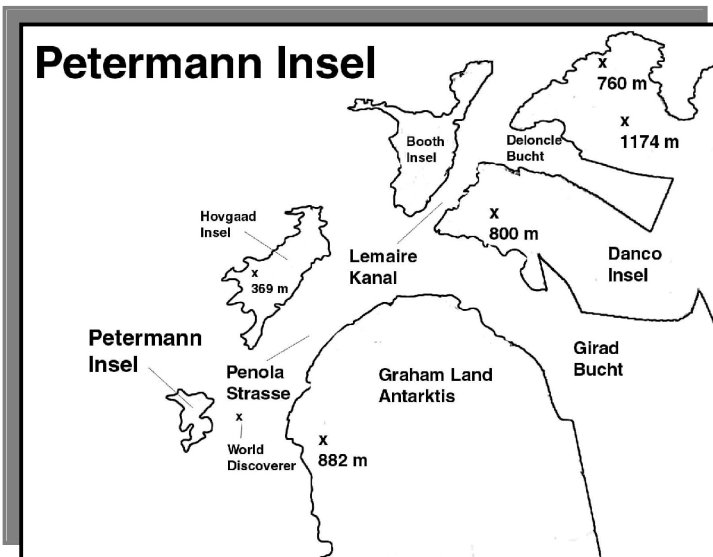 Petermann Insel
x
760 m
x
1174 m
Booth
Insel
Deloncle
Bucht
Hovgaad
Insel
x
800 m
Lemaire
Kanal
Danco
Insel
x
369 m
Petermann
Insel
Penola
Strasse
Graham Land
Antarktis
Girad
Bucht
x
World
Discoverer
x
882 m